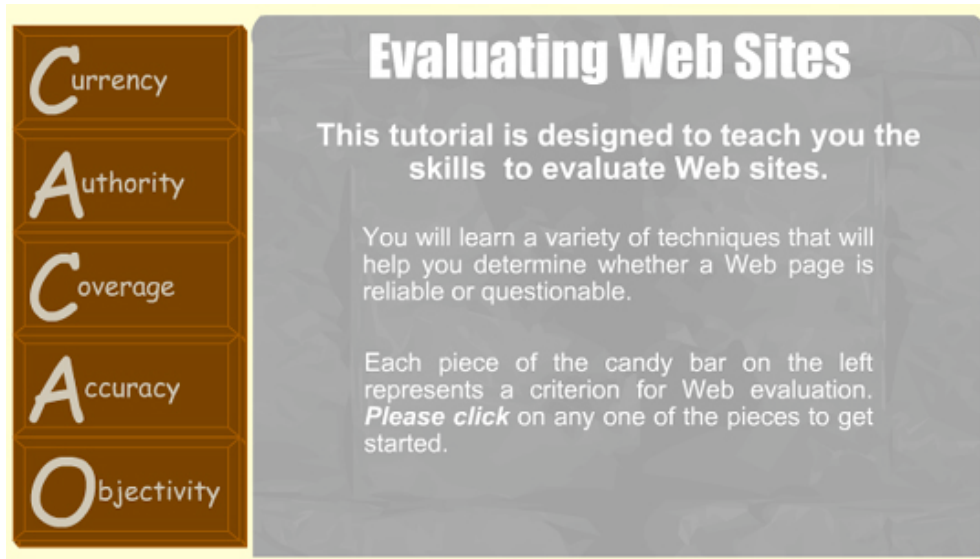 Currency
Authority
Coverage
Accuracy
Objectivity
Evaluating Web Sites
This tutorial is designed to teach you the
skills to evaluate Web sites.
You will learn a variety of techniques that will
help you determine whether a Web page is
reliable or questionable.
Each piece of the candy bar on the left
represents a criterion for Web evaluation.
Please click on any one of the pieces to get
started.